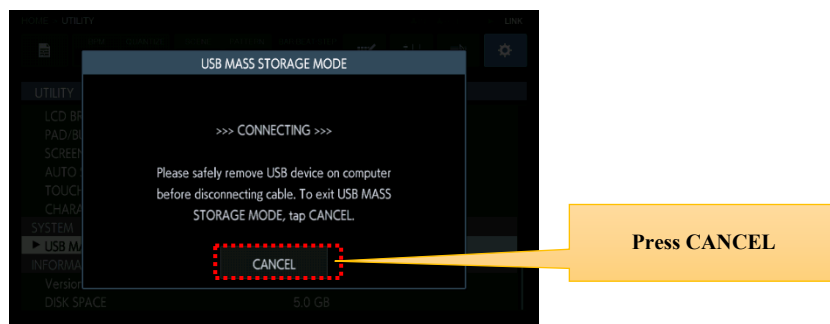 HOME UTILITY LINK
USB MASS STORAGE MODE
UTILITY
LCD BR
>>> CONNECTING >>>
PAD/BU
SCREEN
AUTO
Please safely remove USB device on computer
TOUCH
before disconnecting cable. To exit USB MASS
CHARA
STORAGE MODE, tap CANCEL.
SYSTEM
USB MA
Press CANCEL
INFORMA
CANCEL
Version
DISK SPACE 5.0 GB